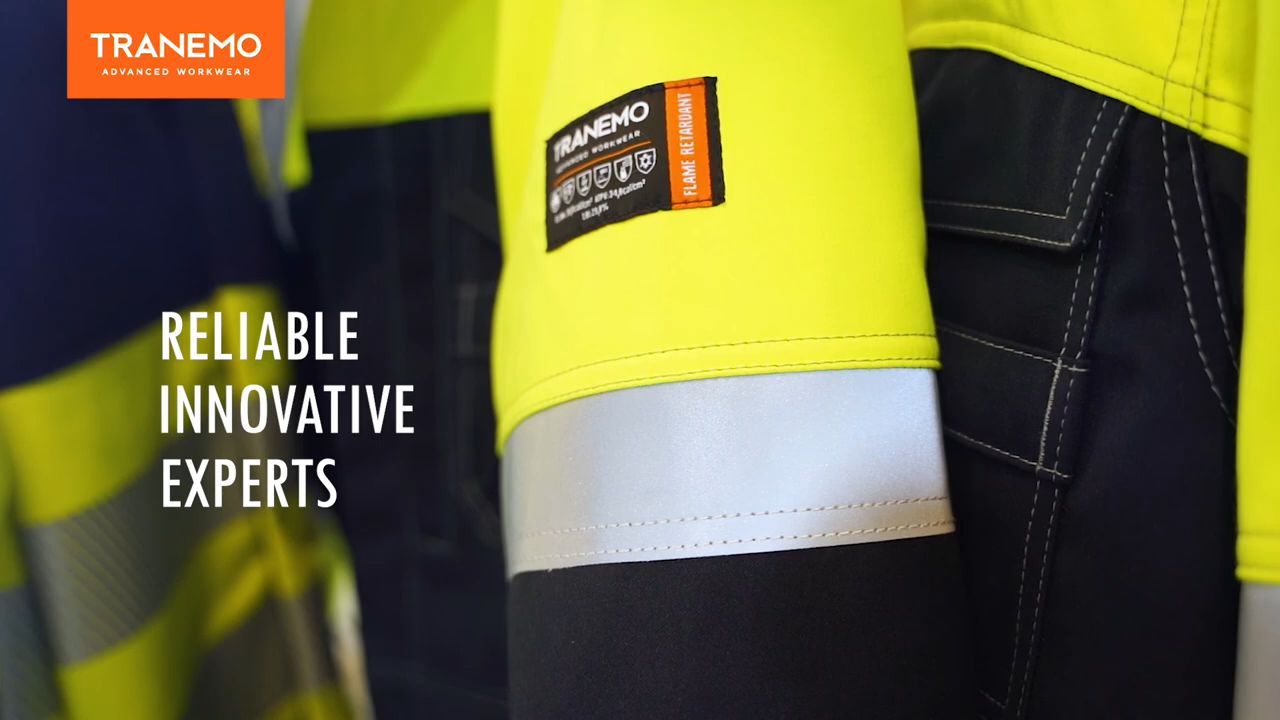 TRANEMO
ADVANCED WORKWEAR
TRANEMO
ADVANCED WORKWEAR
FLAME RETARDANT
RELIABLE
INNOVATIVE
EXPERTS